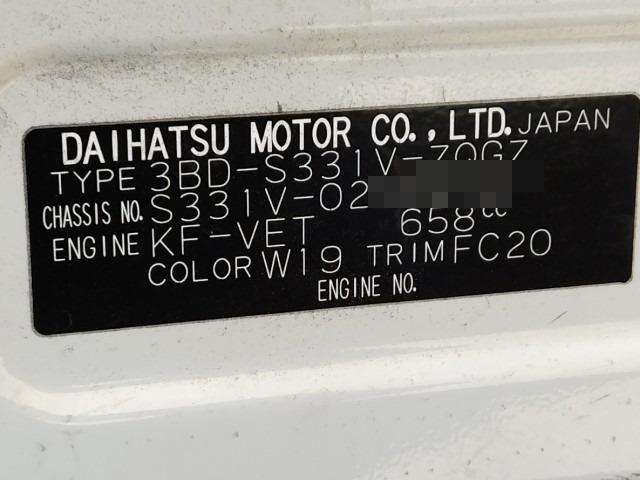 DAIHATSU MOTOR CO., LTD. JAPAN
TYPE 3BD-S331V-ZQGZ
CHASSIS NO. S331V-02
ENGINE KF-VET 658cc
COLOR W19 TRIM FC20
ENGINE NO.